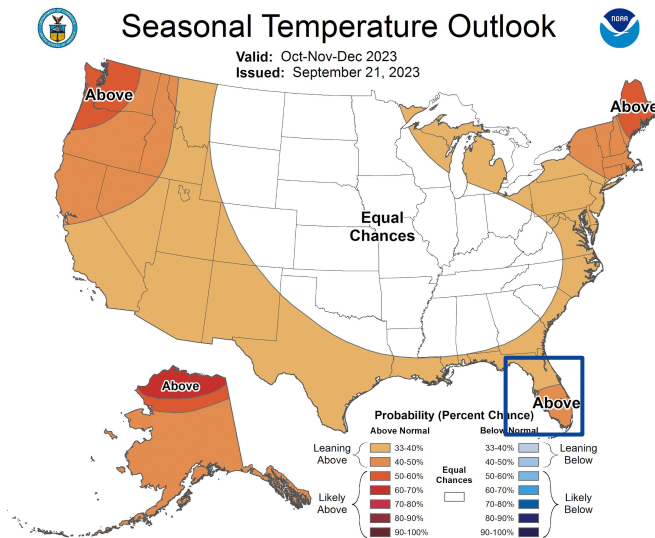 Seasonal Temperature Outlook
NOAA
Valid: Oct-Nov-Dec 2023
Issued: September 21, 2023
Above
Above
Equal
Chances
Above
Above
Probability (Percent Chance)
Above Normal
Below Normal
Leaning
Above
33-40%
40-50%
Likely
Above
50-60%
60-70%
70-80%
80-90%
90-100%
Equal
Chances
33-40%
40-50%
Leaning
Below
50-60%
60-70%
70-80%
80-90%
90-100%
Likely
Below